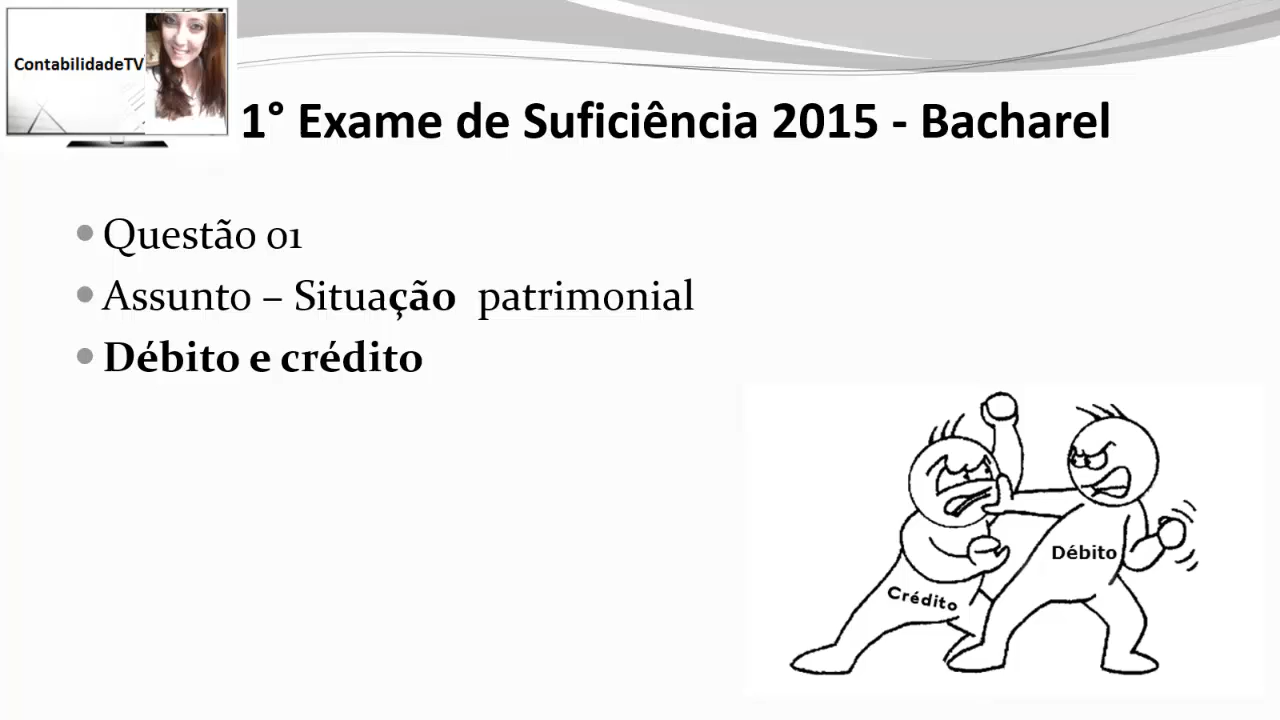 ContabilidadeTV
1° Exame de Suficiência 2015 - Bacharel
Questão 01
Assunto – Situação patrimonial
Débito e crédito
Débito
Crédito